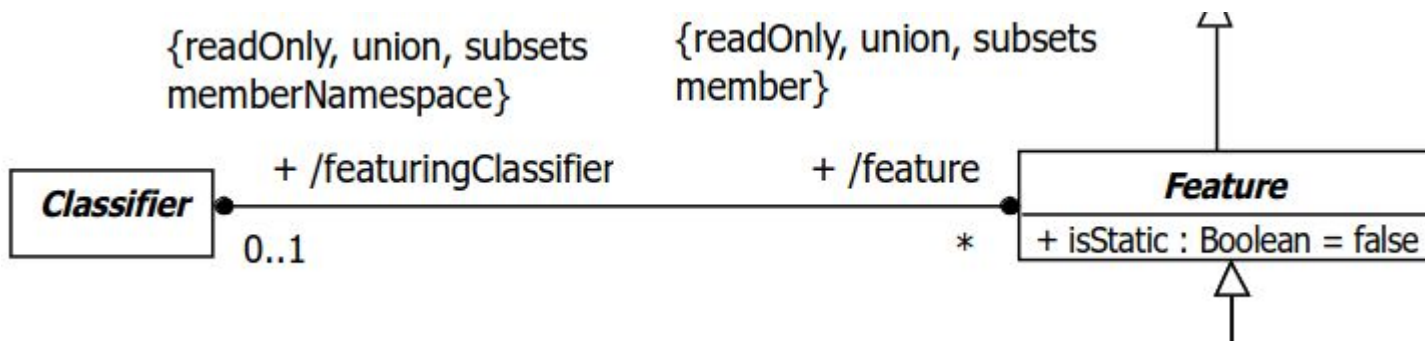 {readOnly, union, subsets
memberNamespace}
{readOnly, union, subsets
member}
+ /featuringClassifier
+ /feature
Classifier
Feature
0..1
*
+ isStatic : Boolean = false